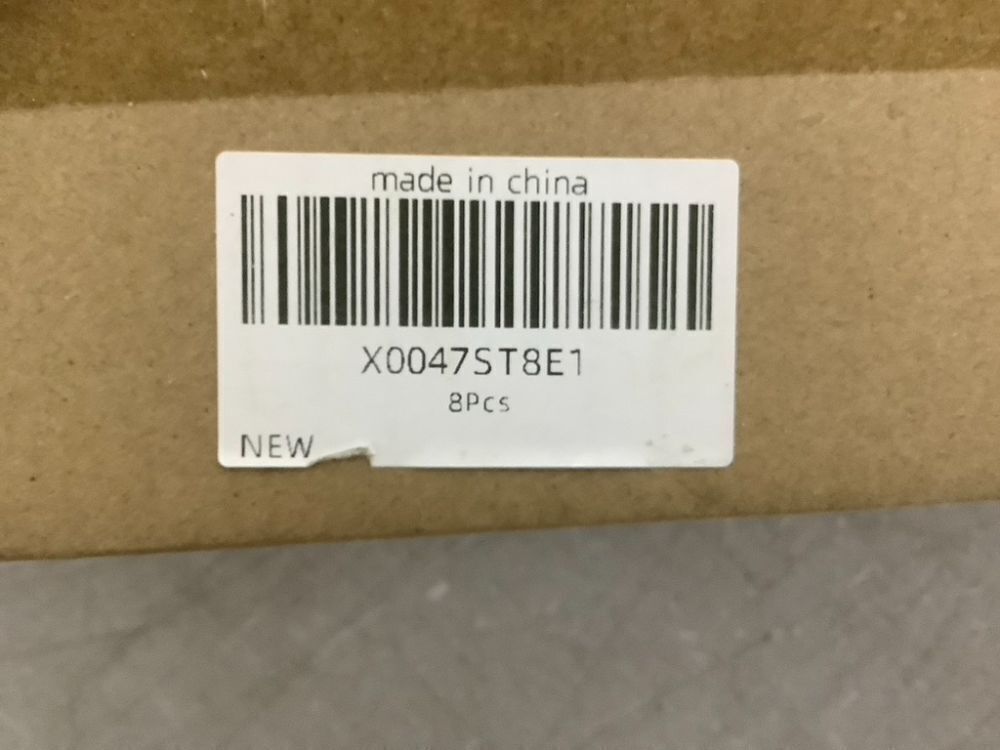 made in china
X0047ST8E1
8Pcs
NEW